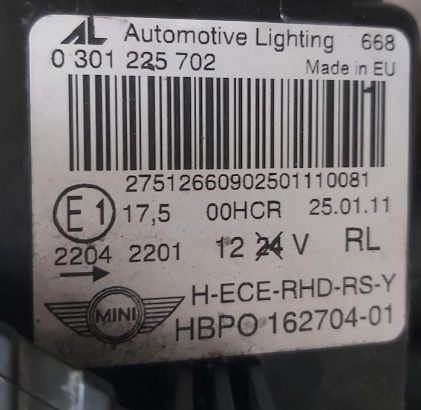 AL Automotive Lighting 668
0 301 225 702 Made in EU
27512660902501110081
E1 17,5 00HCR 25.01.11
2204 2201 12 24 V RL
H-ECE-RHD-RS-Y
MINI HBPO 162704-01